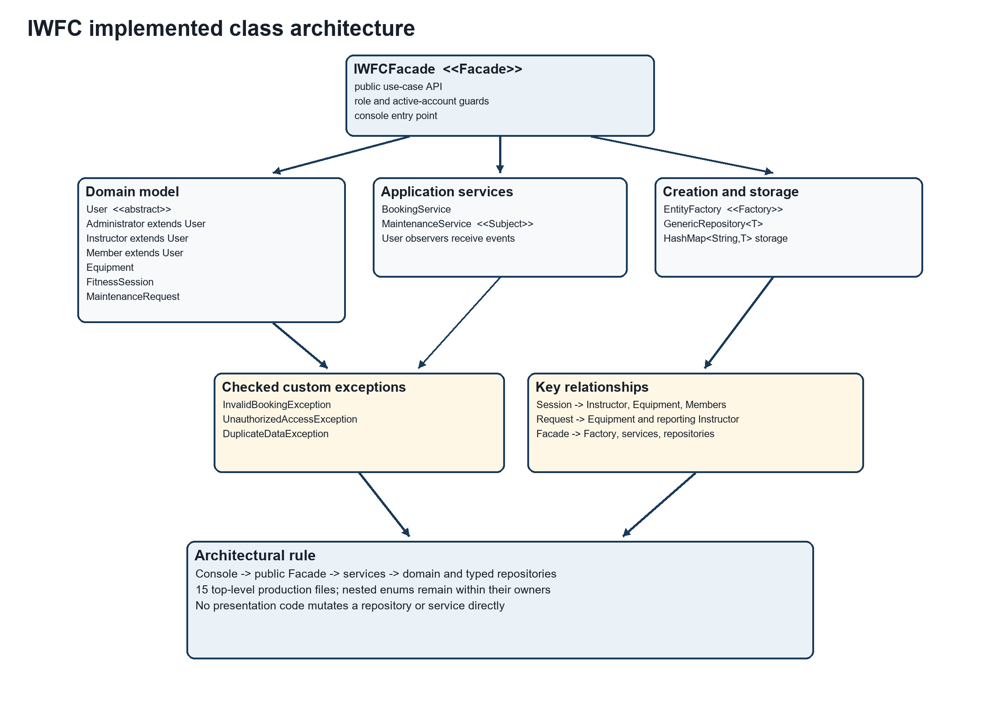 IWFC implemented class architecture
IWFCFacade <<Facade>>
public use-case API
role and active-account guards
console entry point
Domain model
User <<abstract>>
Administrator extends User
Instructor extends User
Member extends User
Equipment
FitnessSession
MaintenanceRequest
Application services
BookingService
MaintenanceService <<Subject>>
User observers receive events
Creation and storage
EntityFactory <<Factory>>
GenericRepository<T>
HashMap<String,T> storage
Checked custom exceptions
InvalidBookingException
UnauthorizedAccessException
DuplicateDataException
Key relationships
Session -> Instructor, Equipment, Members
Request -> Equipment and reporting Instructor
Facade -> Factory, services, repositories
Architectural rule
Console -> public Facade -> services -> domain and typed repositories
15 top-level production files; nested enums remain within their owners
No presentation code mutates a repository or service directly